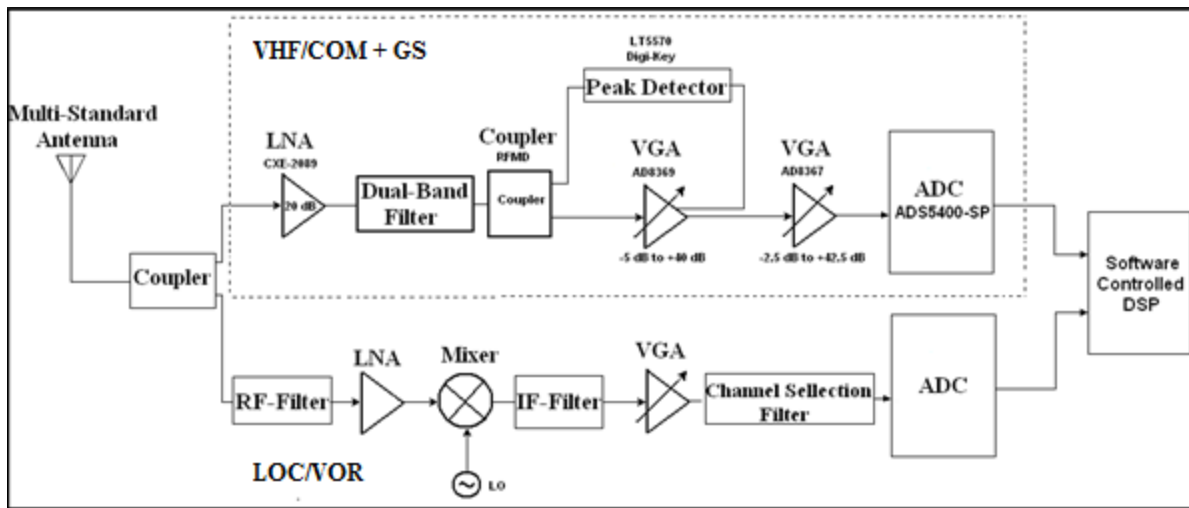 VHF/COM + GS
LT5570
Digi-Key
Peak Detector
Multi-Standard
Antenna
LNA
CXE-2089
20 dB
Dual-Band
Filter
Coupler
RFMD
Coupler
VGA
AD8369
-5 dB to +40 dB
VGA
AD8367
-2.5 dB to +42.5 dB
ADC
ADS5400-SP
Coupler
Software
Controlled
DSP
RF-Filter
LNA
Mixer
LO
IF-Filter
VGA
Channel Sellection
Filter
ADC
LOC/VOR